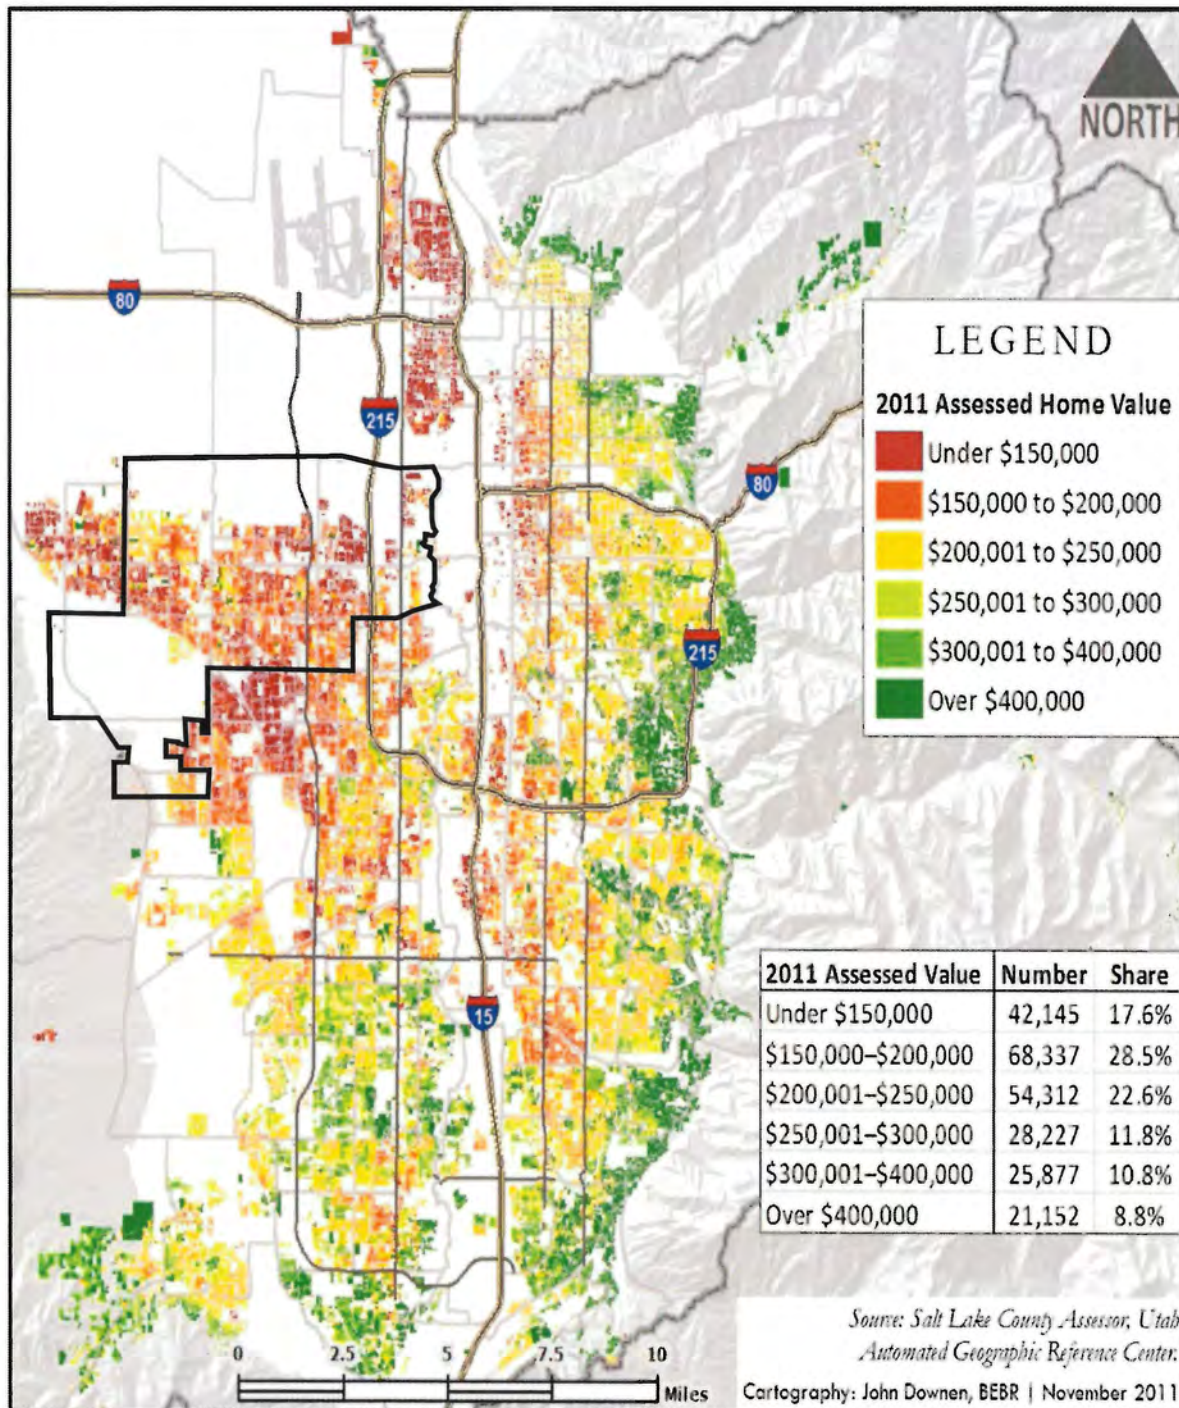 NORTH
80
215
80
215
15
LEGEND
2011 Assessed Home Value
Under $150,000
$150,000 to $200,000
$200,001 to $250,000
$250,001 to $300,000
$300,001 to $400,000
Over $400,000
2011 Assessed Value Number Share
Under $150,000 42,145 17.6%
$150,000–$200,000 68,337 28.5%
$200,001–$250,000 54,312 22.6%
$250,001–$300,000 28,227 11.8%
$300,001–$400,000 25,877 10.8%
Over $400,000 21,152 8.8%
Source: Salt Lake County Assessor, Utah
Automated Geographic Reference Center.
0 2.5 5 7.5 10
Miles
Cartography: John Downen, BEBR | November 2011